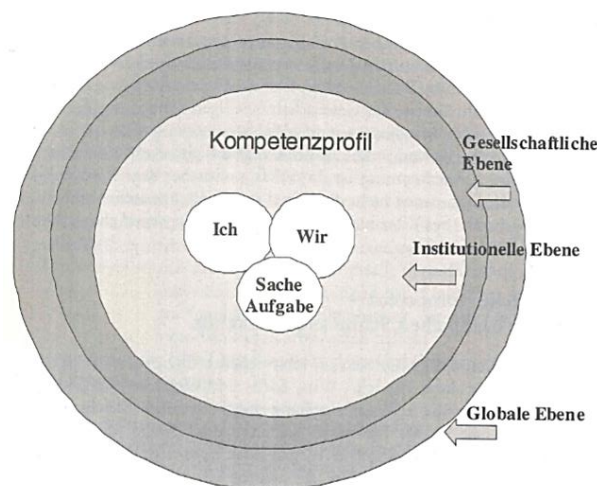 Kompetenzprofil
Gesellschaftliche
Ebene
Ich
Wir
Institutionelle Ebene
Sache
Aufgabe
Globale Ebene